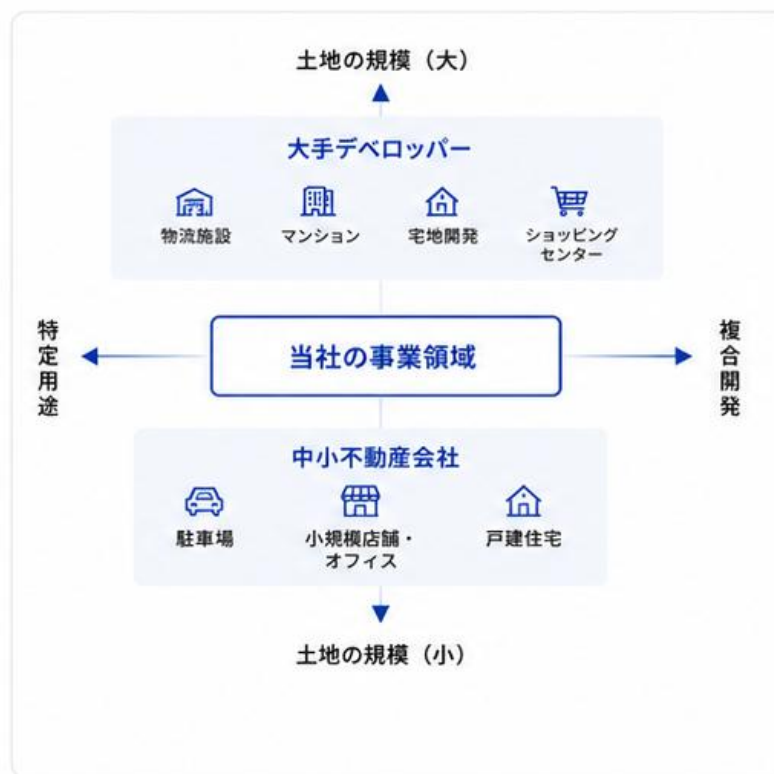 土地の規模（大）
大手デベロッパー
物流施設
マンション
宅地開発
ショッピング
センター
特定用途
当社の事業領域
複合開発
中小不動産会社
駐車場
小規模店舗・
オフィス
戸建住宅
土地の規模（小）